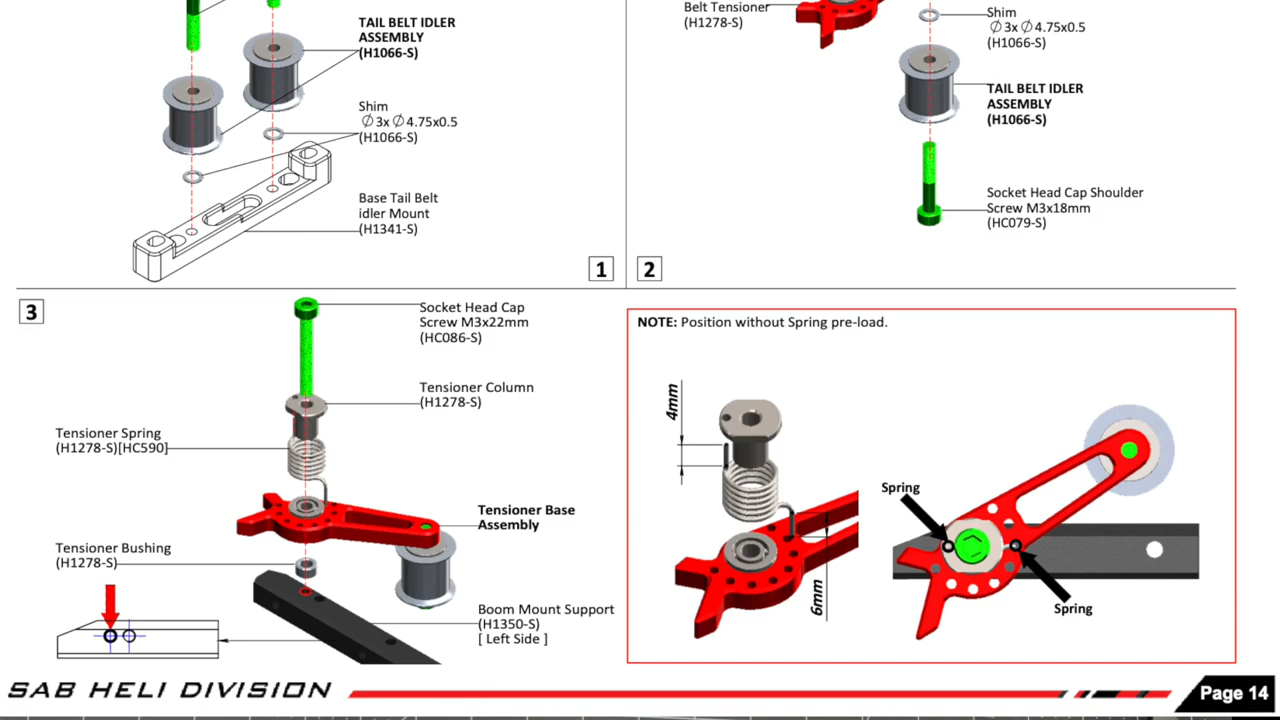 TAIL BELT IDLER
ASSEMBLY
(H1066-S)
Shim
∅3x∅4.75x0.5
(H1066-S)
Base Tail Belt
idler Mount
(H1341-S)
1
Belt Tensioner
(H1278-S)
Shim
∅3x∅4.75x0.5
(H1066-S)
TAIL BELT IDLER
ASSEMBLY
(H1066-S)
Socket Head Cap Shoulder
Screw M3x18mm
(HC079-S)
2
3
Socket Head Cap
Screw M3x22mm
(HC086-S)
Tensioner Column
(H1278-S)
Tensioner Spring
(H1278-S)[HC590]
Tensioner Base
Assembly
Tensioner Bushing
(H1278-S)
Boom Mount Support
(H1350-S)
[ Left Side ]
NOTE: Position without Spring pre-load.
4mm
6mm
Spring
Spring
SAB HELI DIVISION
Page 14